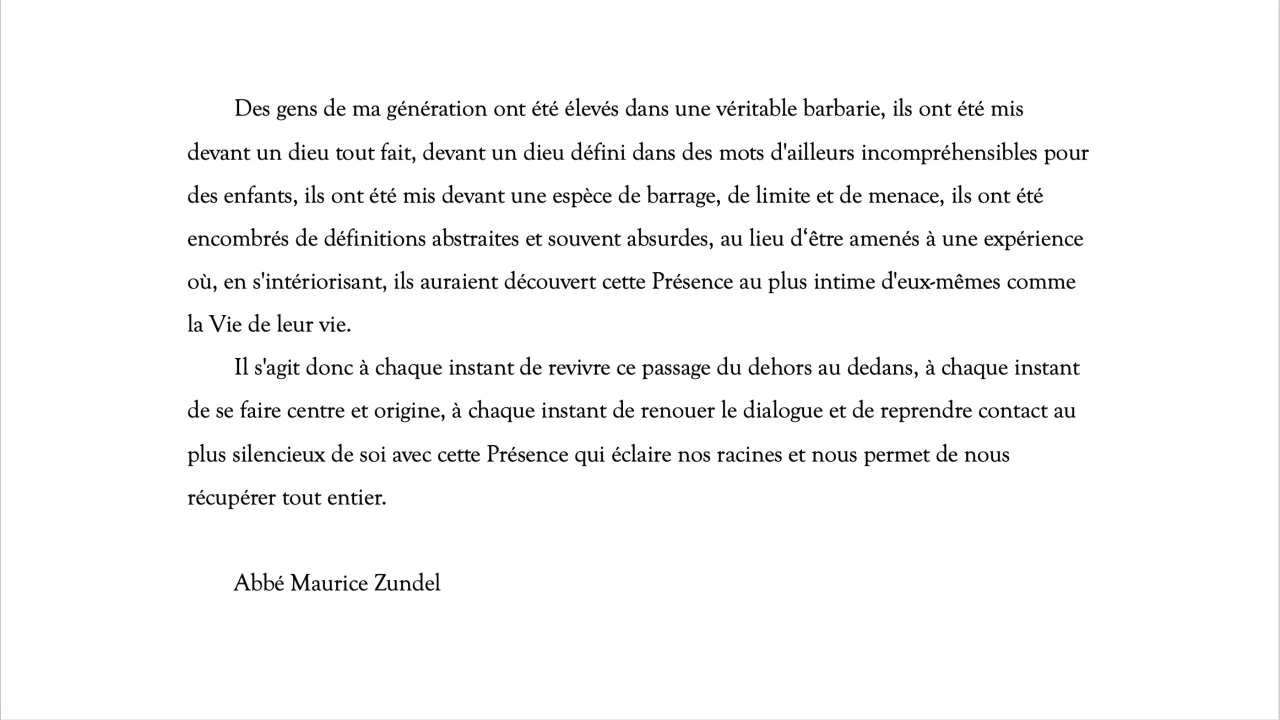 Des gens de ma génération ont été élevés dans une véritable barbarie, ils ont été mis
devant un dieu tout fait, devant un dieu défini dans des mots d'ailleurs incompréhensibles pour
des enfants, ils ont été mis devant une espèce de barrage, de limite et de menace, ils ont été
encombrés de définitions abstraites et souvent absurdes, au lieu d‘être amenés à une expérience
où, en s'intériorisant, ils auraient découvert cette Présence au plus intime d'eux-mêmes comme
la Vie de leur vie.
Il s'agit donc à chaque instant de revivre ce passage du dehors au dedans, à chaque instant
de se faire centre et origine, à chaque instant de renouer le dialogue et de reprendre contact au
plus silencieux de soi avec cette Présence qui éclaire nos racines et nous permet de nous
récupérer tout entier.
Abbé Maurice Zundel